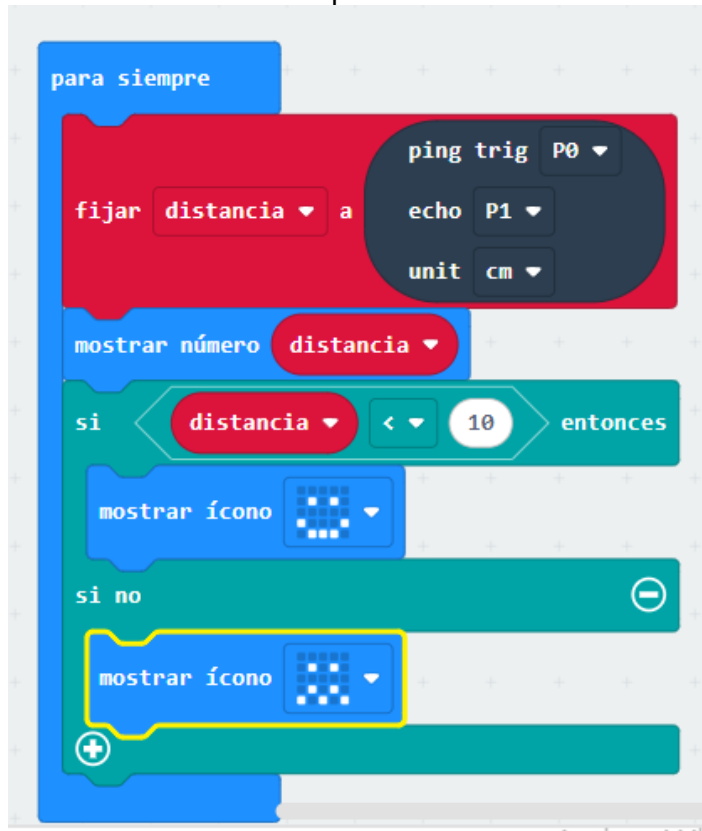 para siempre
ping trig P0
fijar distancia a echo P1
unit cm
mostrar número distancia
si distancia < 10 entonces
mostrar ícono
si no
mostrar ícono